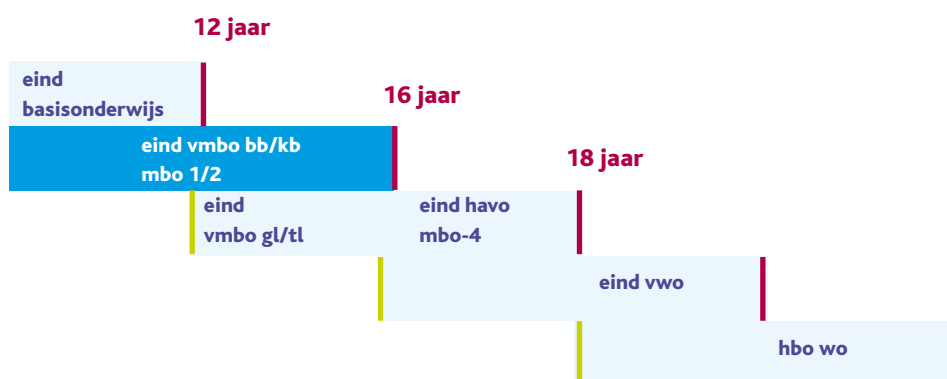 12 jaar
eind
basisonderwijs
16 jaar
eind vmbo bb/kb
mbo 1/2
18 jaar
eind
vmbo gl/tl
eind havo
mbo-4
eind vwo
hbo wo